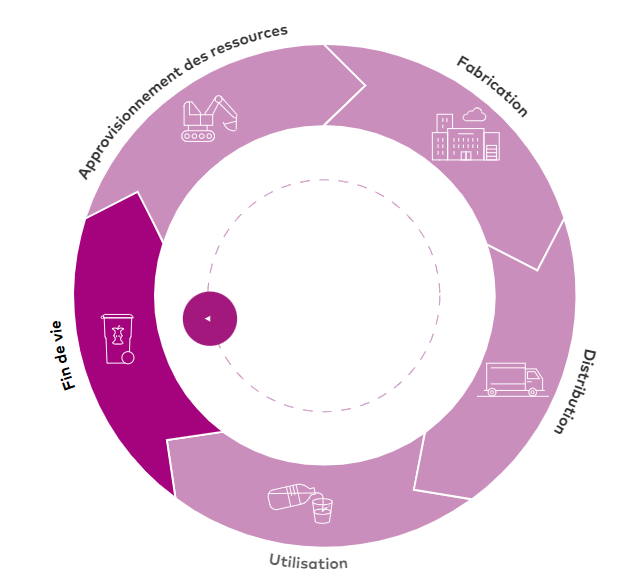 Approvisionnement des ressources
Fabrication
Distribution
Utilisation
Fin de vie